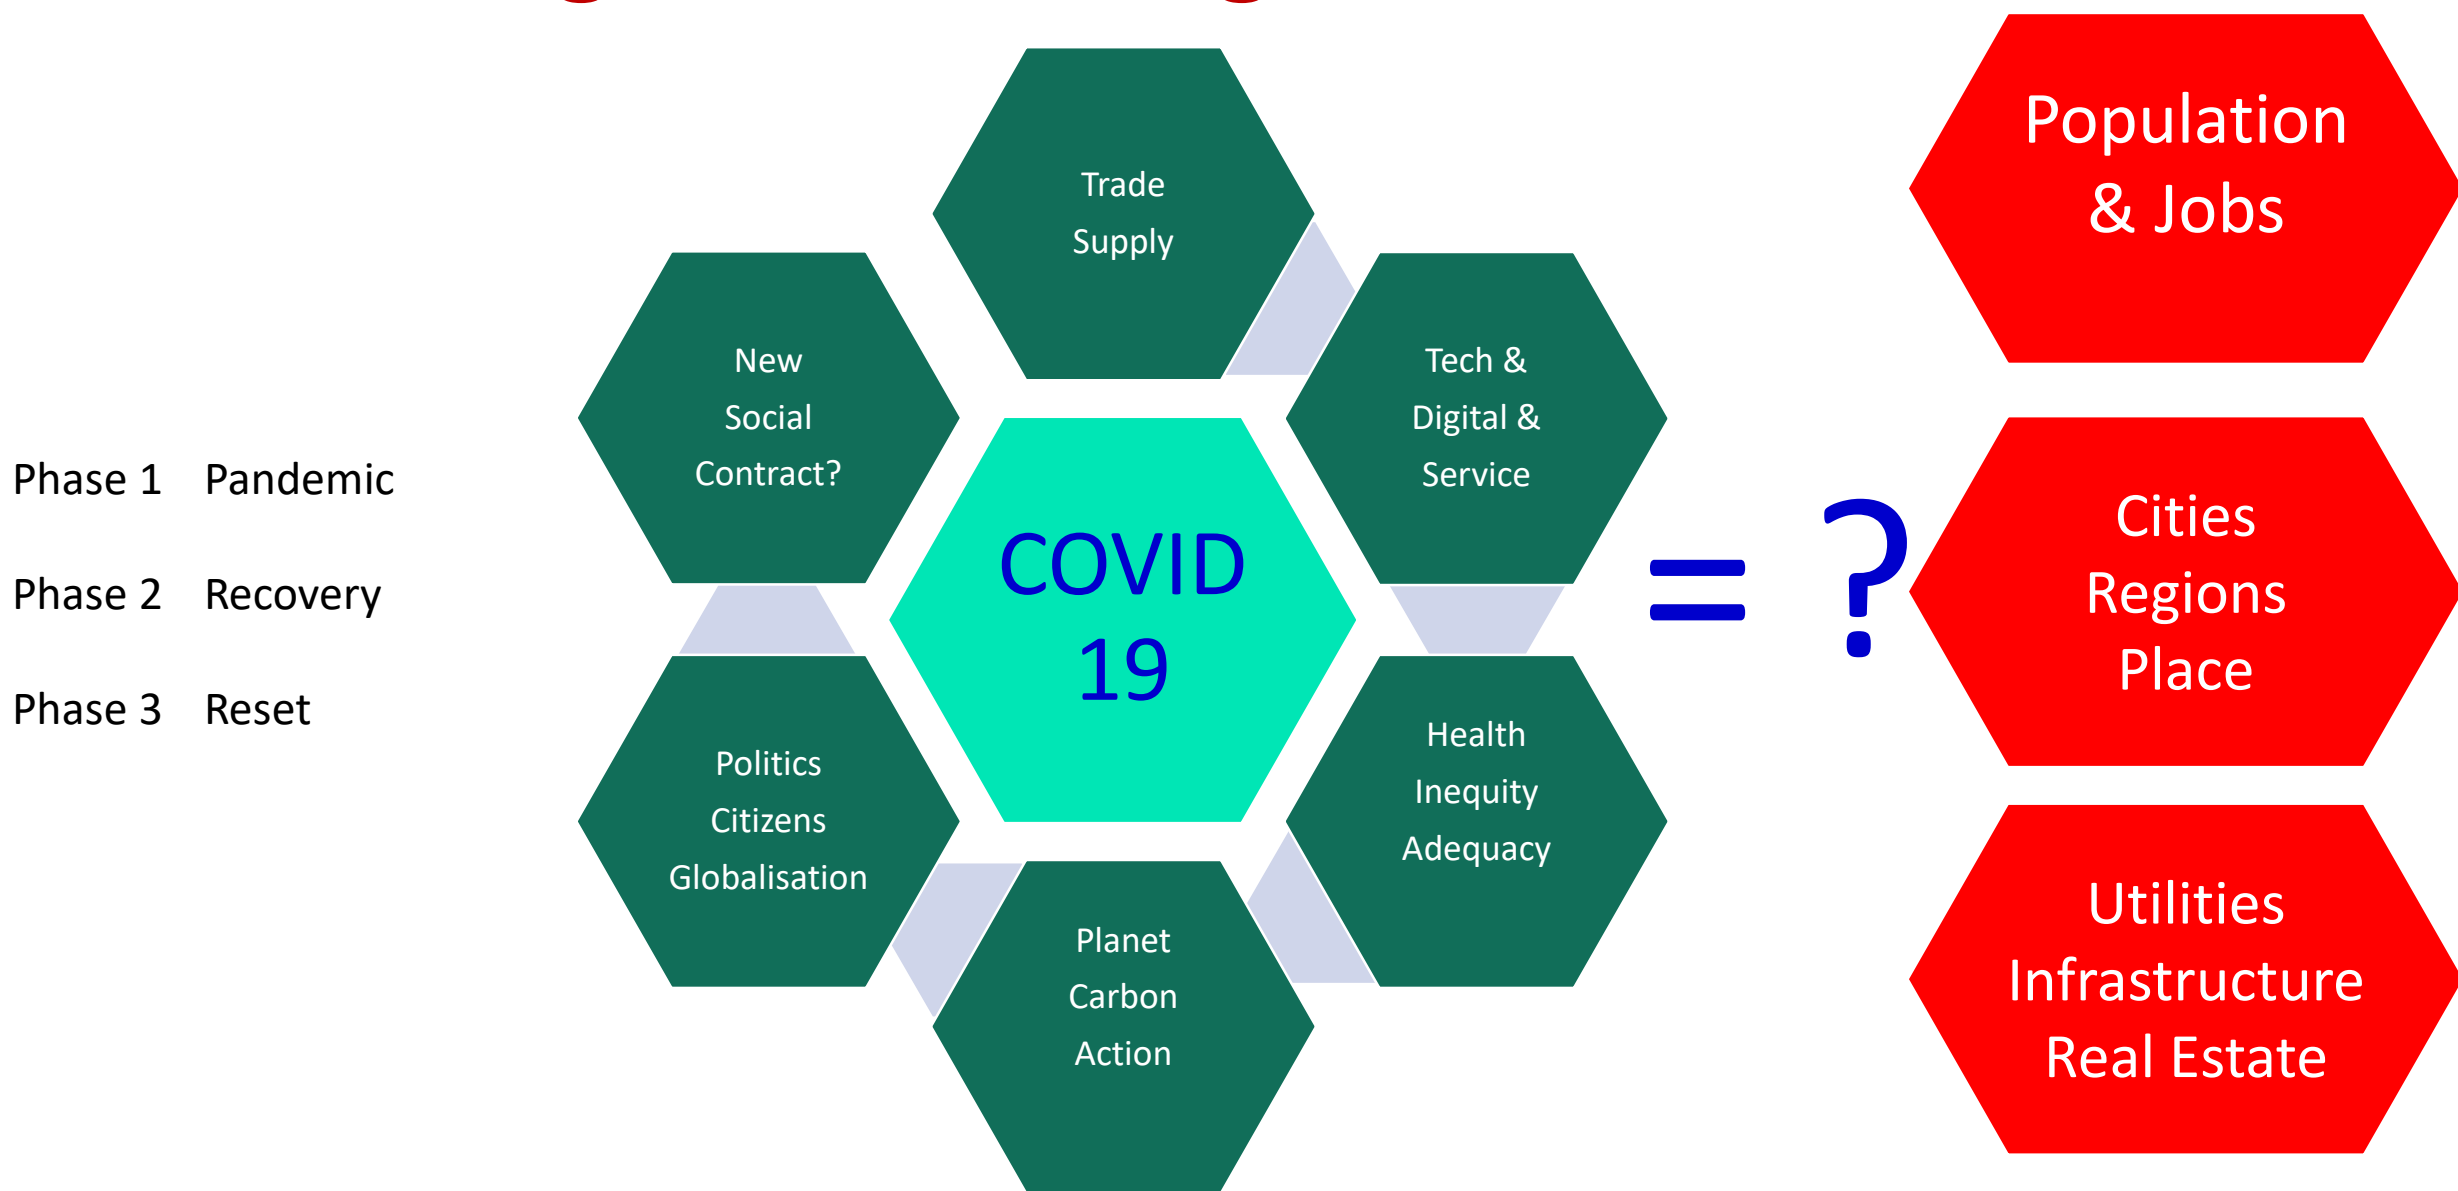 Phase 1 Pandemic
Phase 2 Recovery
Phase 3 Reset
Trade
Supply
New
Social
Contract?
Tech &
Digital &
Service
COVID
19
Politics
Citizens
Globalisation
Health
Inequity
Adequacy
Planet
Carbon
Action
= ?
Population
& Jobs
Cities
Regions
Place
Utilities
Infrastructure
Real Estate